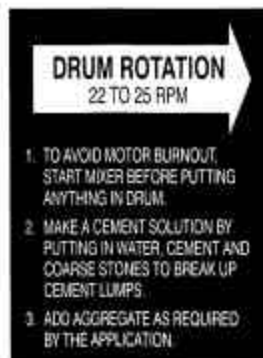 DRUM ROTATION
22 TO 25 RPM
1. TO AVOID MOTOR BURNOUT,
START MIXER BEFORE PUTTING
ANYTHING IN DRUM.
2. MAKE A CEMENT SOLUTION BY
PUTTING IN WATER, CEMENT AND
COARSE STONES TO BREAK UP
CEMENT LUMPS.
3. ADD AGGREGATE AS REQUIRED
BY THE APPLICATION.